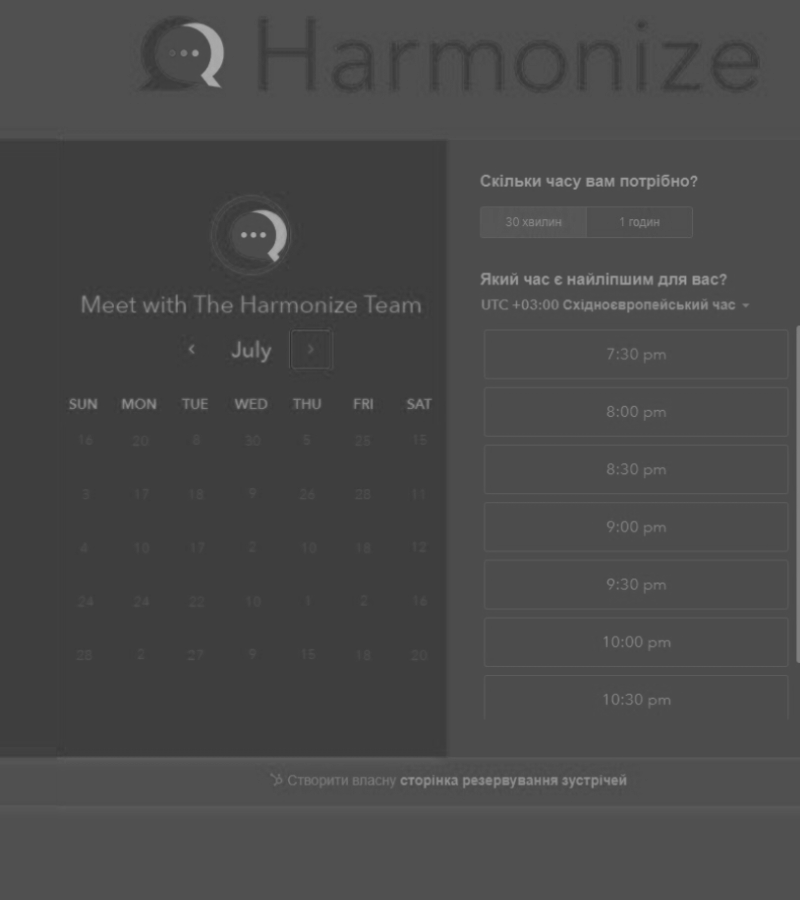 Harmonize
Meet with The Harmonize Team
July
SUN MON TUE WED THU FRI SAT
16 20 8 30 5 25 15
3 17 18 9 26 28 11
4 10 17 2 10 18 12
24 24 22 10 1 2 16
28 2 27 9 15 18 20
Скільки часу вам потрібно?
30 хвилин 1 годин
Який час є найліпшим для вас?
UTC +03:00 Східноєвропейський час
7:30 pm
8:00 pm
8:30 pm
9:00 pm
9:30 pm
10:00 pm
10:30 pm
Створити власну сторінка резервування зустрічей